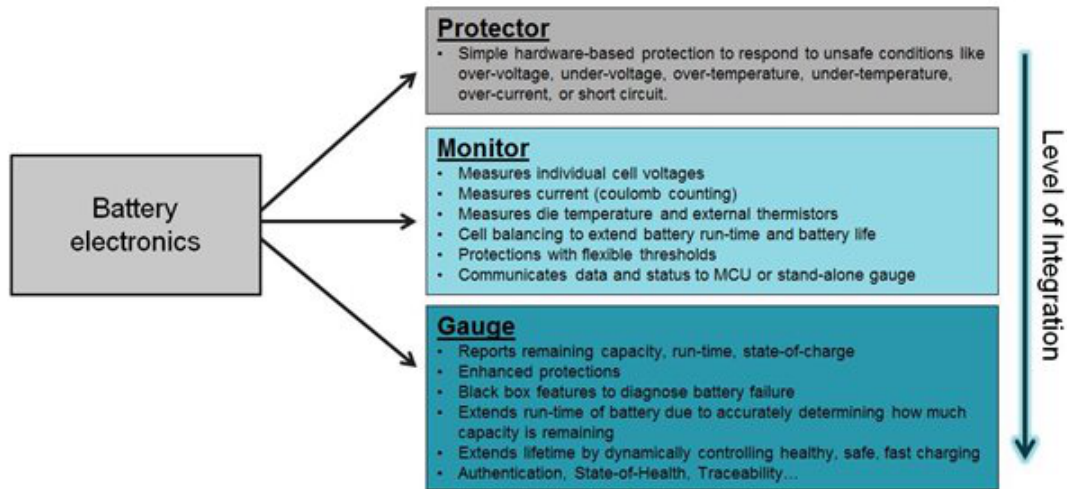 Battery
electronics
Protector
• Simple hardware-based protection to respond to unsafe conditions like
over-voltage, under-voltage, over-temperature, under-temperature,
over-current, or short circuit.
Monitor
• Measures individual cell voltages
• Measures current (coulomb counting)
• Measures die temperature and external thermistors
• Cell balancing to extend battery run-time and battery life
• Protections with flexible thresholds
• Communicates data and status to MCU or stand-alone gauge
Gauge
• Reports remaining capacity, run-time, state-of-charge
• Enhanced protections
• Black box features to diagnose battery failure
• Extends run-time of battery due to accurately determining how much
capacity is remaining
• Extends lifetime by dynamically controlling healthy, safe, fast charging
• Authentication, State-of-Health, Traceability…
Level of Integration